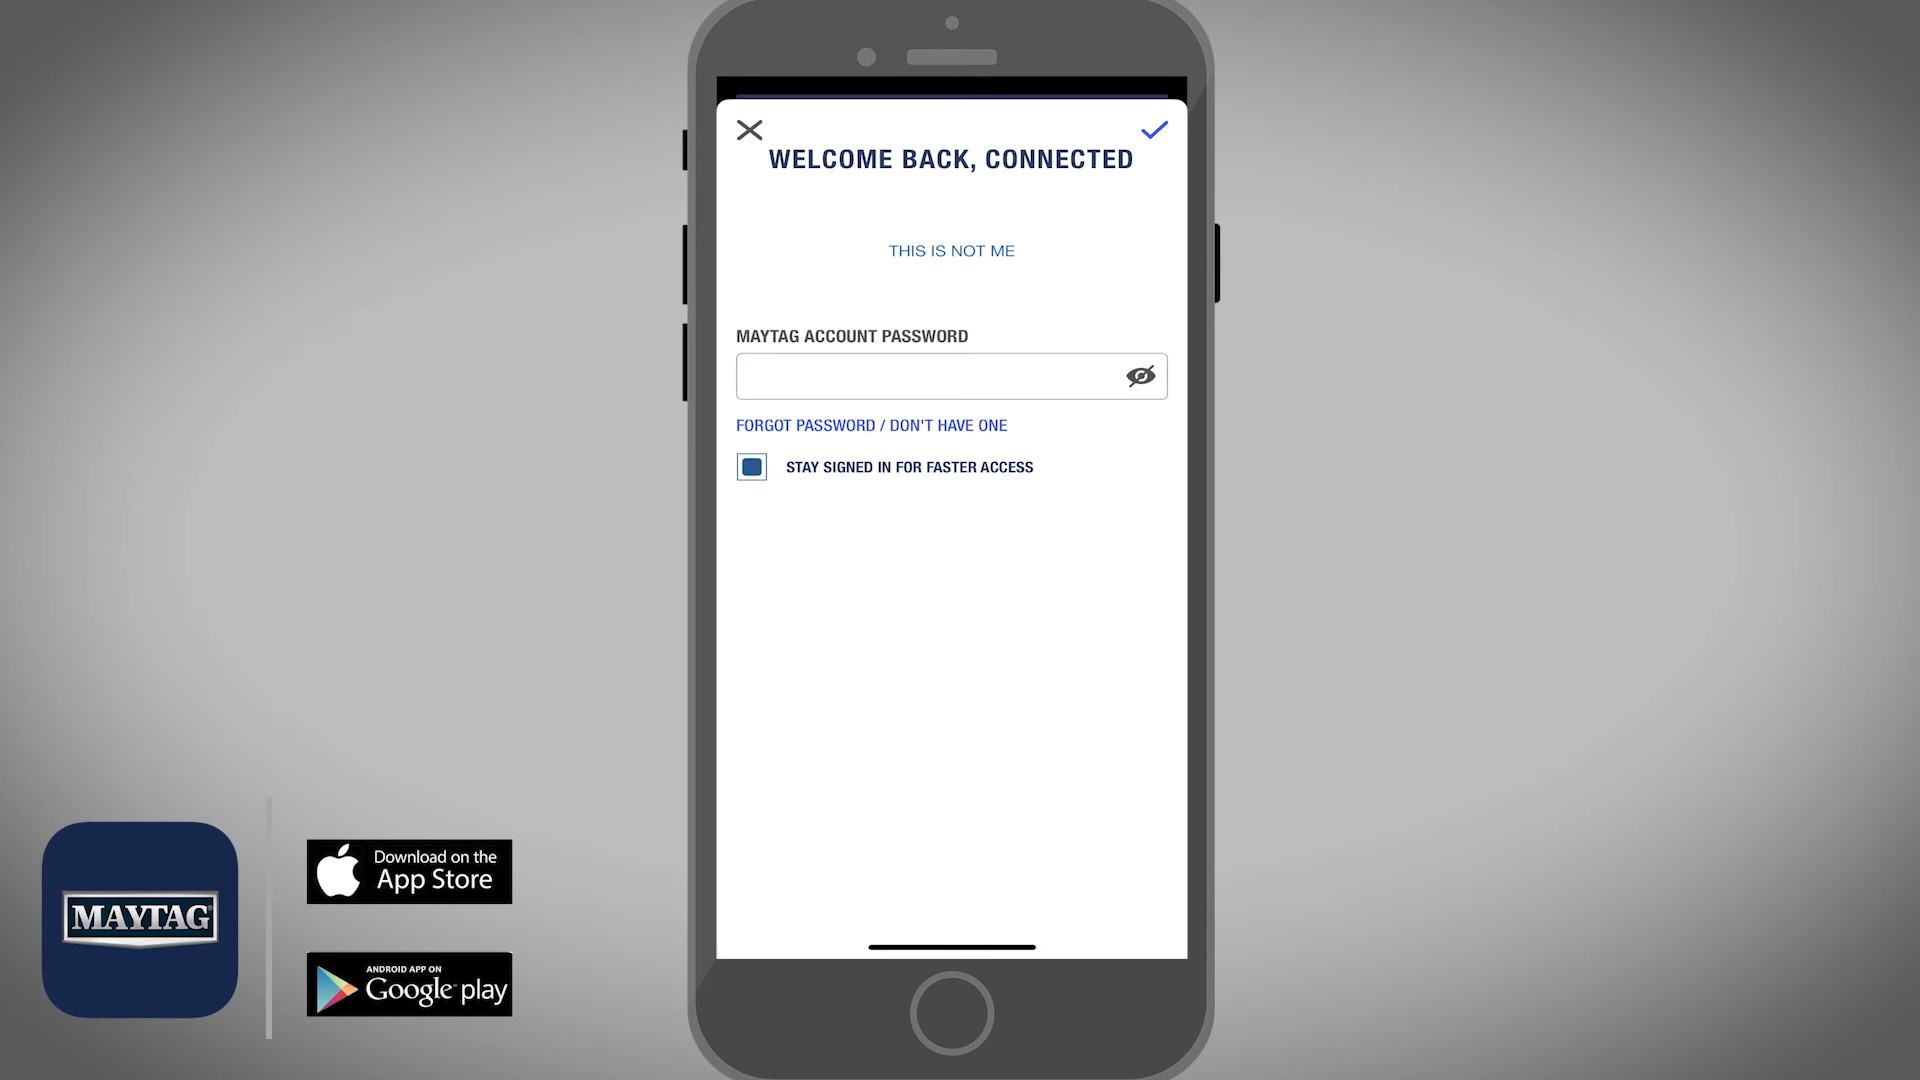 WELCOME BACK, CONNECTED
THIS IS NOT ME
MAYTAG ACCOUNT PASSWORD
FORGOT PASSWORD / DON'T HAVE ONE
STAY SIGNED IN FOR FASTER ACCESS
MAYTAG
Download on the
App Store
ANDROID APP ON
Google play